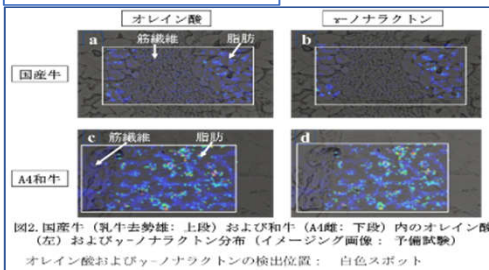 オレイン酸
γ-ノナラクトン
国産牛
a 筋繊維 脂肪
b
A4和牛
c 筋繊維 脂肪
d
図2. 国産牛（乳牛去勢雄: 上段）および和牛（A4雌: 下段）内のオレイン酸
（左）およびγ-ノナラクトン分布（イメージング画像: 予備試験）
オレイン酸およびγ-ノナラクトンの検出位置: 白色スポット